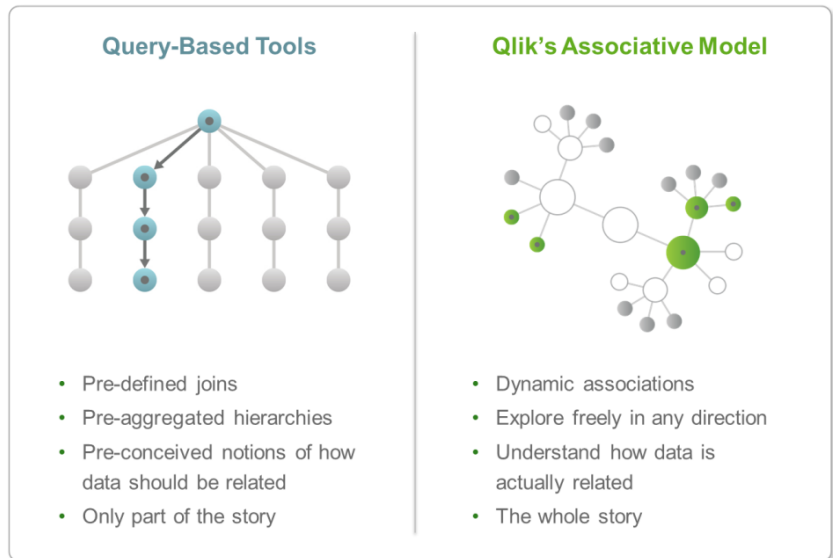 Query-Based Tools
• Pre-defined joins
• Pre-aggregated hierarchies
• Pre-conceived notions of how
data should be related
• Only part of the story
Qlik's Associative Model
• Dynamic associations
• Explore freely in any direction
• Understand how data is
actually related
• The whole story